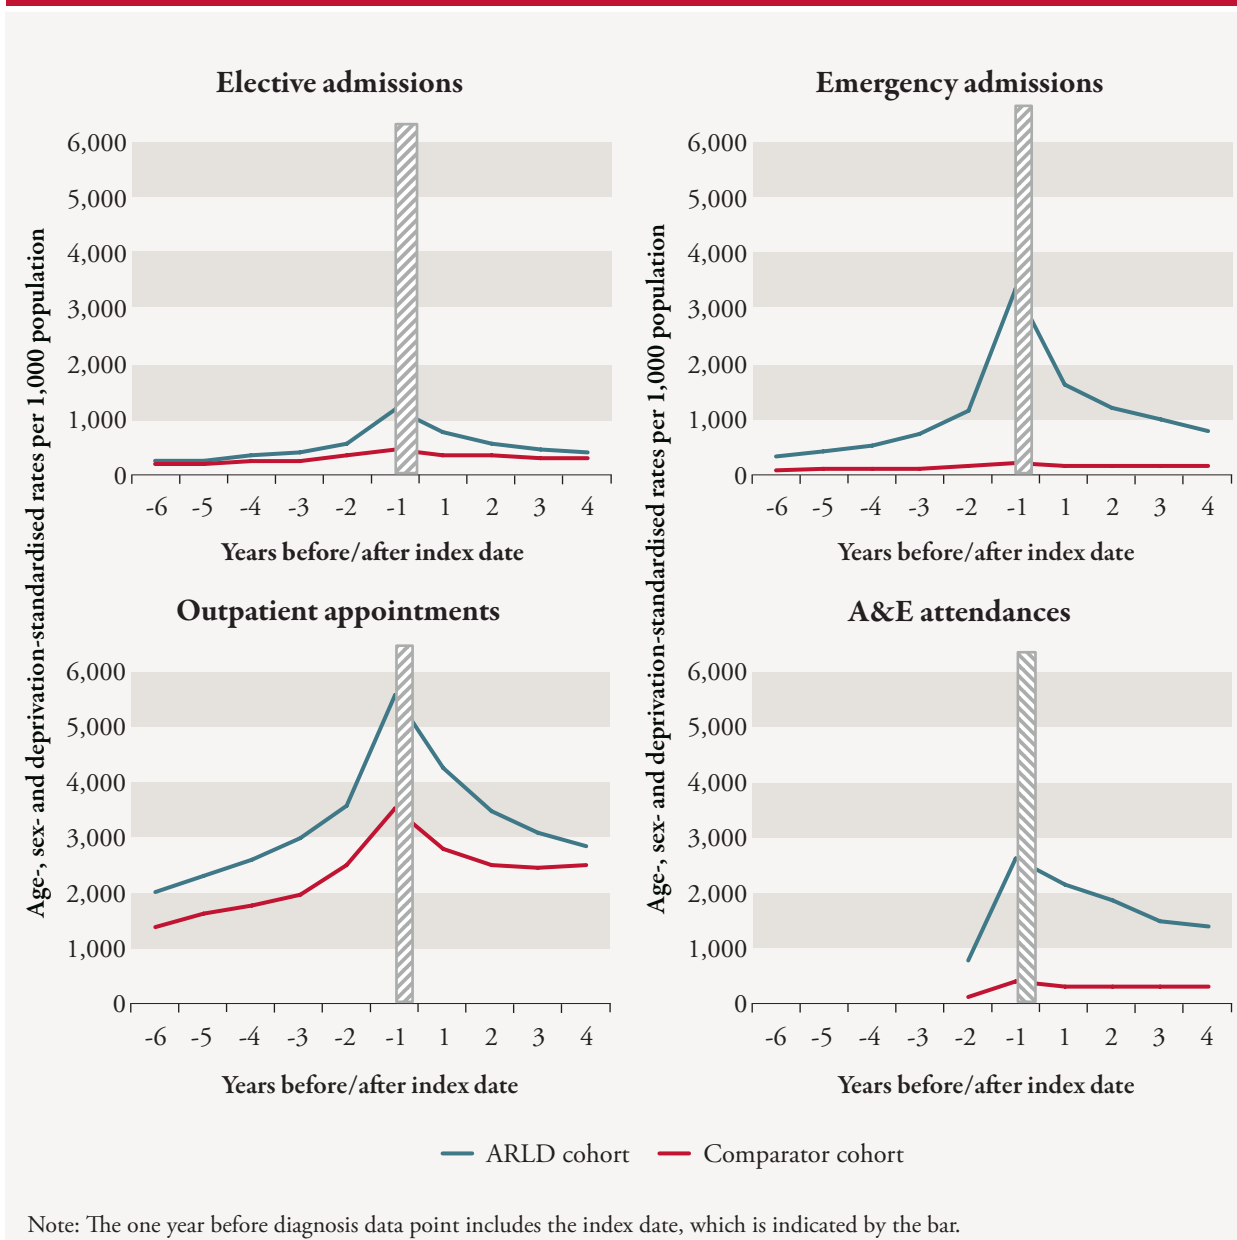 Elective admissions
Age-, sex- and deprivation-standardised rates per 1,000 population
6,000
5,000
4,000
3,000
2,000
1,000
0
-6 -5 -4 -3 -2 -1 1 2 3 4
Years before/after index date
Emergency admissions
Age-, sex- and deprivation-standardised rates per 1,000 population
6,000
5,000
4,000
3,000
2,000
1,000
0
-6 -5 -4 -3 -2 -1 1 2 3 4
Years before/after index date
Outpatient appointments
6,000
5,000
4,000
3,000
2,000
1,000
0
-6 -5 -4 -3 -2 -1 1 2 3 4
Years before/after index date
A&E attendances
6,000
5,000
4,000
3,000
2,000
1,000
0
-6 -5 -4 -3 -2 -1 1 2 3 4
Years before/after index date
ARLD cohort Comparator cohort
Note: The one year before diagnosis data point includes the index date, which is indicated by the bar.